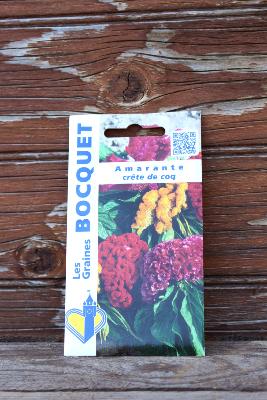 Les
Graines
BOCQUET
Amarante
crête de coq